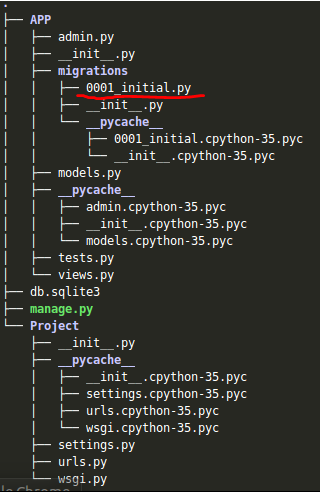 .
├── APP
│   ├── admin.py
│   ├── __init__.py
│   ├── migrations
│   │   ├── 0001_initial.py
│   │   ├── __init__.py
│   │   └── __pycache__
│   │       ├── 0001_initial.cpython-35.pyc
│   │       └── __init__.cpython-35.pyc
│   ├── models.py
│   ├── __pycache__
│   │   ├── admin.cpython-35.pyc
│   │   ├── __init__.cpython-35.pyc
│   │   └── models.cpython-35.pyc
│   ├── tests.py
│   └── views.py
├── db.sqlite3
├── manage.py
└── Project
    ├── __init__.py
    ├── __pycache__
    │   ├── __init__.cpython-35.pyc
    │   ├── settings.cpython-35.pyc
    │   ├── urls.cpython-35.pyc
    │   └── wsgi.cpython-35.pyc
    ├── settings.py
    ├── urls.py
    └── wsgi.py